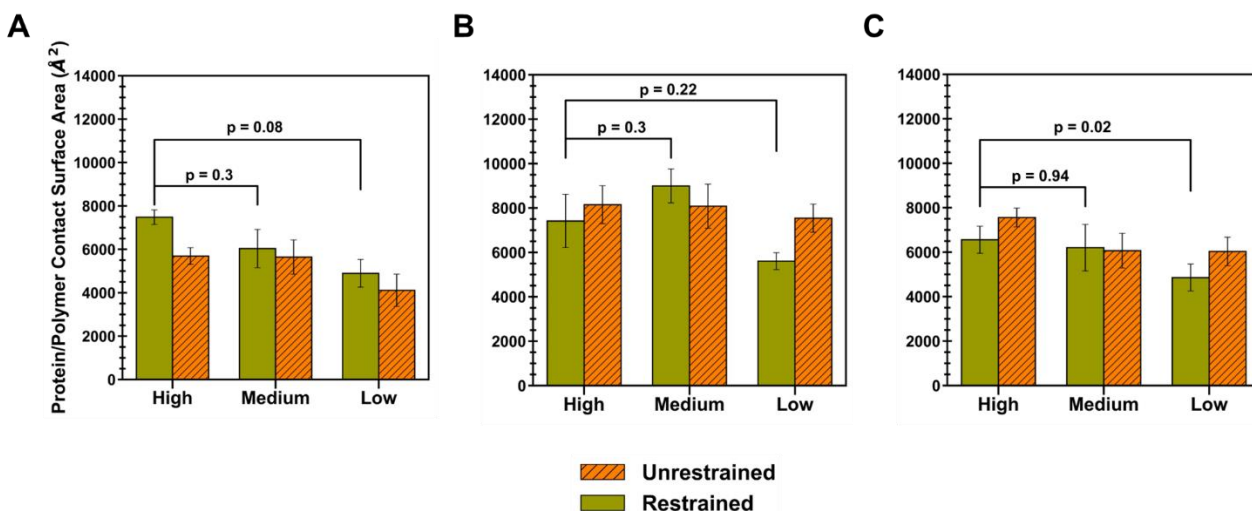 A
B
C
Protein/Polymer Contact Surface Area (Å²)
14000
12000
10000
8000
6000
4000
2000
0
p = 0.08
p = 0.3
High Medium Low
14000
12000
10000
8000
6000
4000
2000
0
p = 0.22
p = 0.3
High Medium Low
14000
12000
10000
8000
6000
4000
2000
0
p = 0.02
p = 0.94
High Medium Low
Unrestrained
Restrained